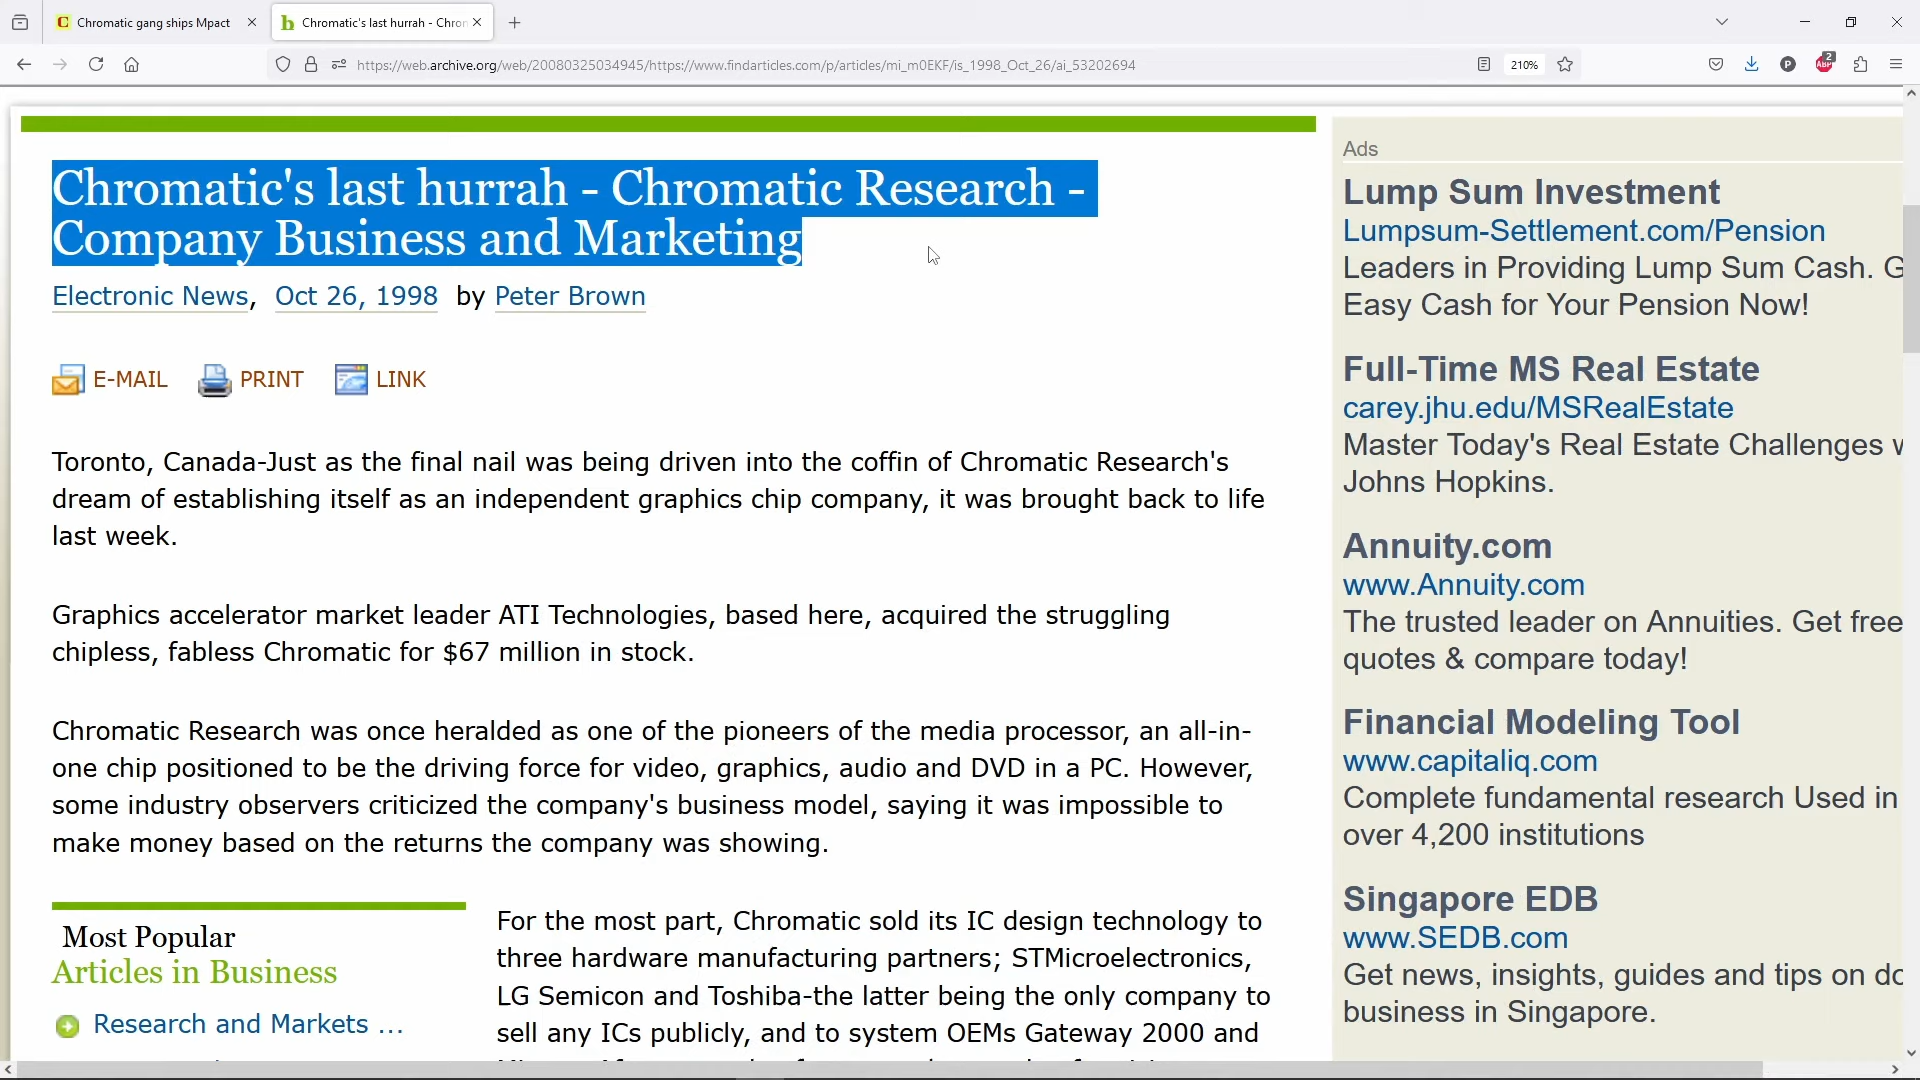 Chromatic gang ships Mpact
Chromatic's last hurrah - Chro
https://web.archive.org/web/20080325034945/https://www.findarticles.com/p/articles/mi_m0EKF/is_1998_Oct_26/ai_53202694
210%
2
Chromatic's last hurrah - Chromatic Research -
Company Business and Marketing
Electronic News, Oct 26, 1998 by Peter Brown
E-MAIL PRINT LINK
Toronto, Canada-Just as the final nail was being driven into the coffin of Chromatic Research's
dream of establishing itself as an independent graphics chip company, it was brought back to life
last week.
Graphics accelerator market leader ATI Technologies, based here, acquired the struggling
chipless, fabless Chromatic for $67 million in stock.
Chromatic Research was once heralded as one of the pioneers of the media processor, an all-in-
one chip positioned to be the driving force for video, graphics, audio and DVD in a PC. However,
some industry observers criticized the company's business model, saying it was impossible to
make money based on the returns the company was showing.
Most Popular
Articles in Business
Research and Markets ...
For the most part, Chromatic sold its IC design technology to
three hardware manufacturing partners; STMicroelectronics,
LG Semicon and Toshiba-the latter being the only company to
sell any ICs publicly, and to system OEMs Gateway 2000 and
Ads
Lump Sum Investment
Lumpsum-Settlement.com/Pension
Leaders in Providing Lump Sum Cash. G
Easy Cash for Your Pension Now!
Full-Time MS Real Estate
carey.jhu.edu/MSRealEstate
Master Today's Real Estate Challenges w
Johns Hopkins.
Annuity.com
www.Annuity.com
The trusted leader on Annuities. Get free
quotes & compare today!
Financial Modeling Tool
www.capitaliq.com
Complete fundamental research Used in
over 4,200 institutions
Singapore EDB
www.SEDB.com
Get news, insights, guides and tips on do
business in Singapore.